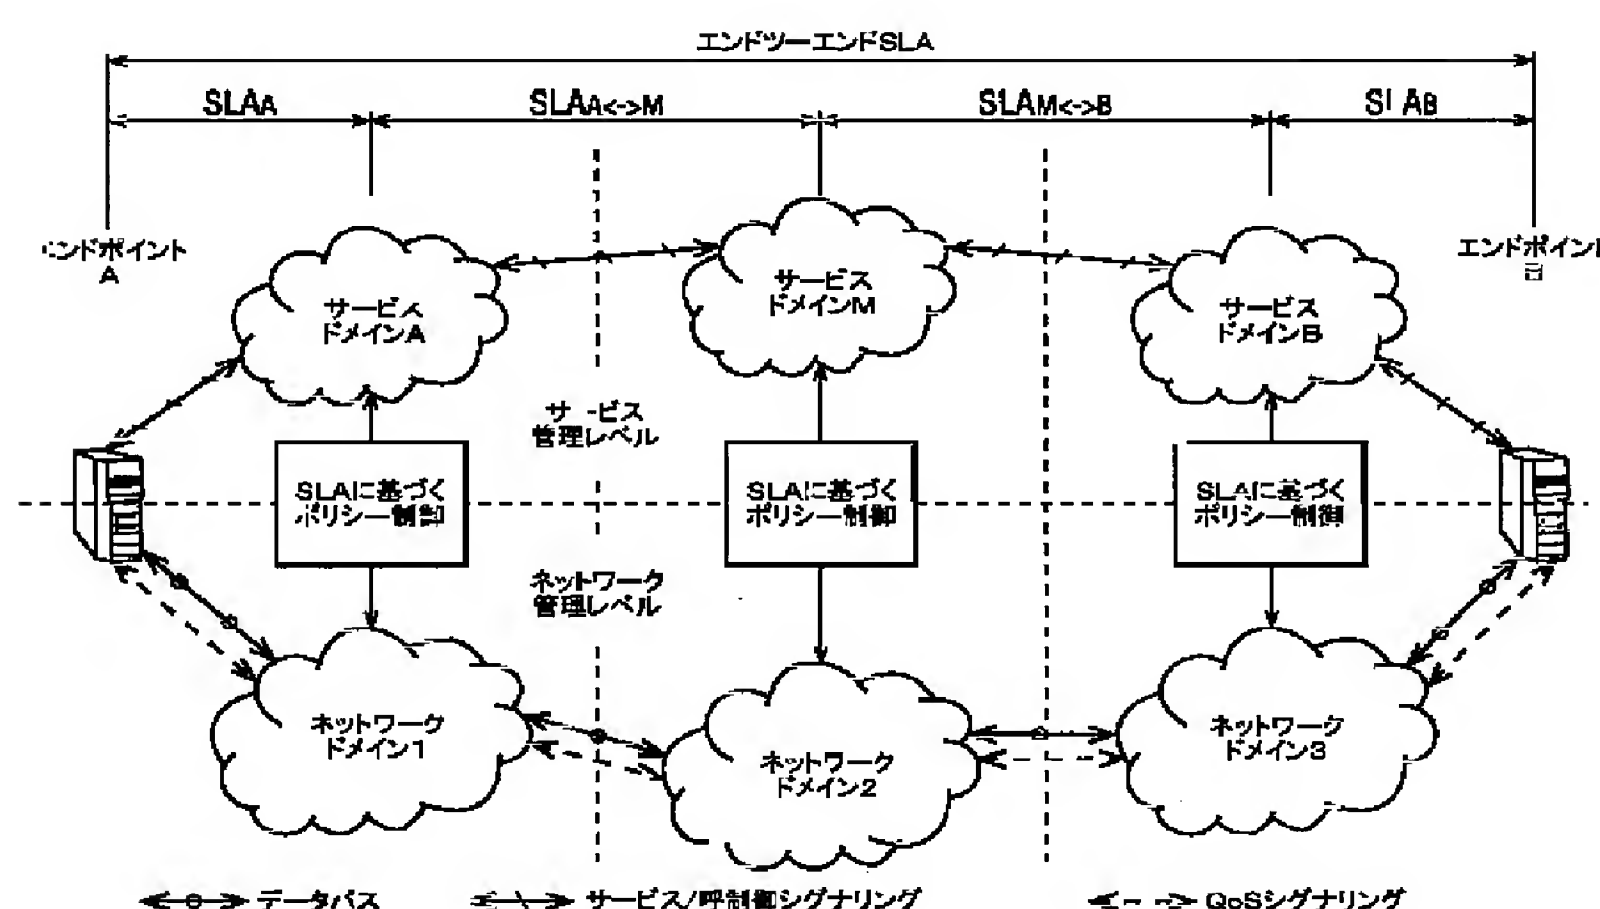 エンドツーエンドSLA
SLAA
SLAA<->M
SLAM<->B
SLAB
エンドポイント
A
エンドポイント
B
サービス
ドメインA
サービス
ドメインM
サービス
ドメインB
サービス
管理レベル
SLAに基づく
ポリシー制御
SLAに基づく
ポリシー制御
SLAに基づく
ポリシー制御
ネットワーク
管理レベル
ネットワーク
ドメイン1
ネットワーク
ドメイン2
ネットワーク
ドメイン3
データパス
サービス/呼制御シグナリング
QoSシグナリング